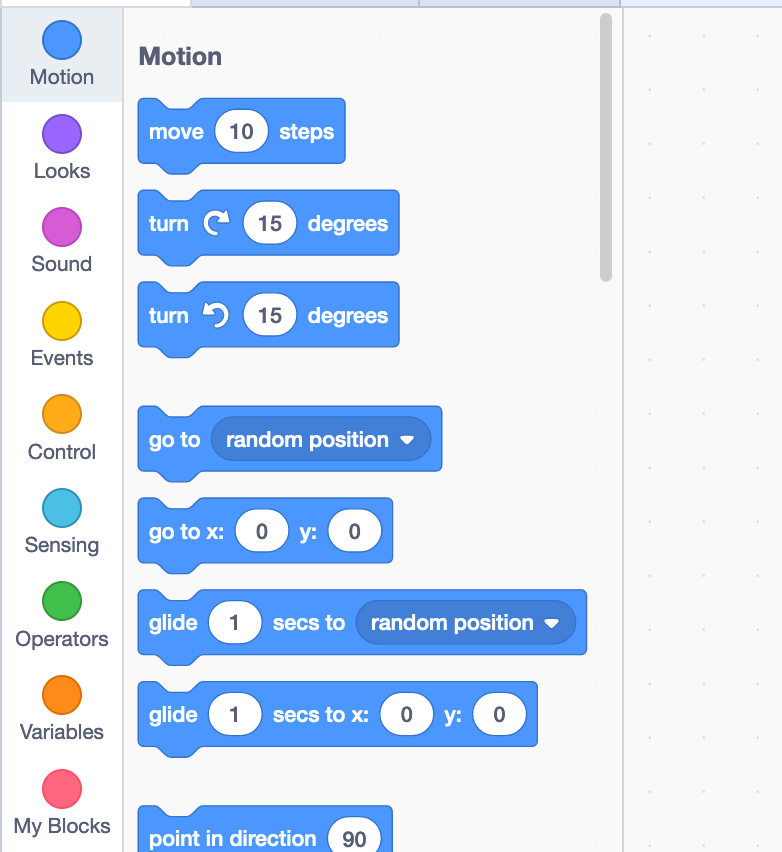 Motion
Looks
Sound
Events
Control
Sensing
Operators
Variables
My Blocks
Motion
move 10 steps
turn 15 degrees
turn 15 degrees
go to random position
go to x: 0 y: 0
glide 1 secs to random position
glide 1 secs to x: 0 y: 0
point in direction 90